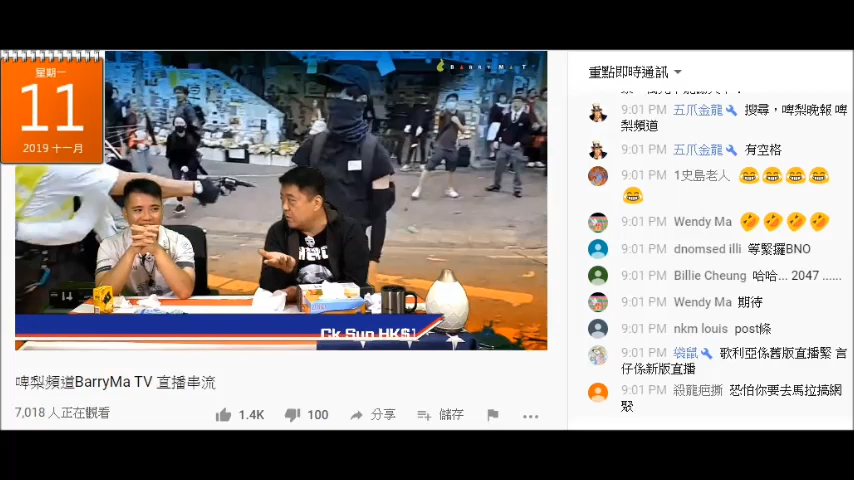 BARRYMAT
星期一
11
2019 十一月
14
HERO
Ck Sun HK$1
啤梨頻道BarryMa TV 直播串流
7,018 人正在觀看
1.4K
100
分享
儲存
重點即時通訊
9:01 PM 五爪金龍 搜尋，啤梨晚報 啤
梨頻道
9:01 PM 五爪金龍 有空格
9:01 PM 1史島老人 😂😂😂😂
😂
9:01 PM Wendy Ma 🤣🤣🤣🤣
9:01 PM dnomsed illi 等緊攞BNO
9:01 PM Billie Cheung 哈哈... 2047 ......
9:01 PM Wendy Ma 期待
9:01 PM nkm louis post條
9:01 PM 袋鼠 歌利亞係舊版直播緊 言
仔係新版直播
9:01 PM 殺龍疤撕 恐怕你要去馬拉搞網
聚